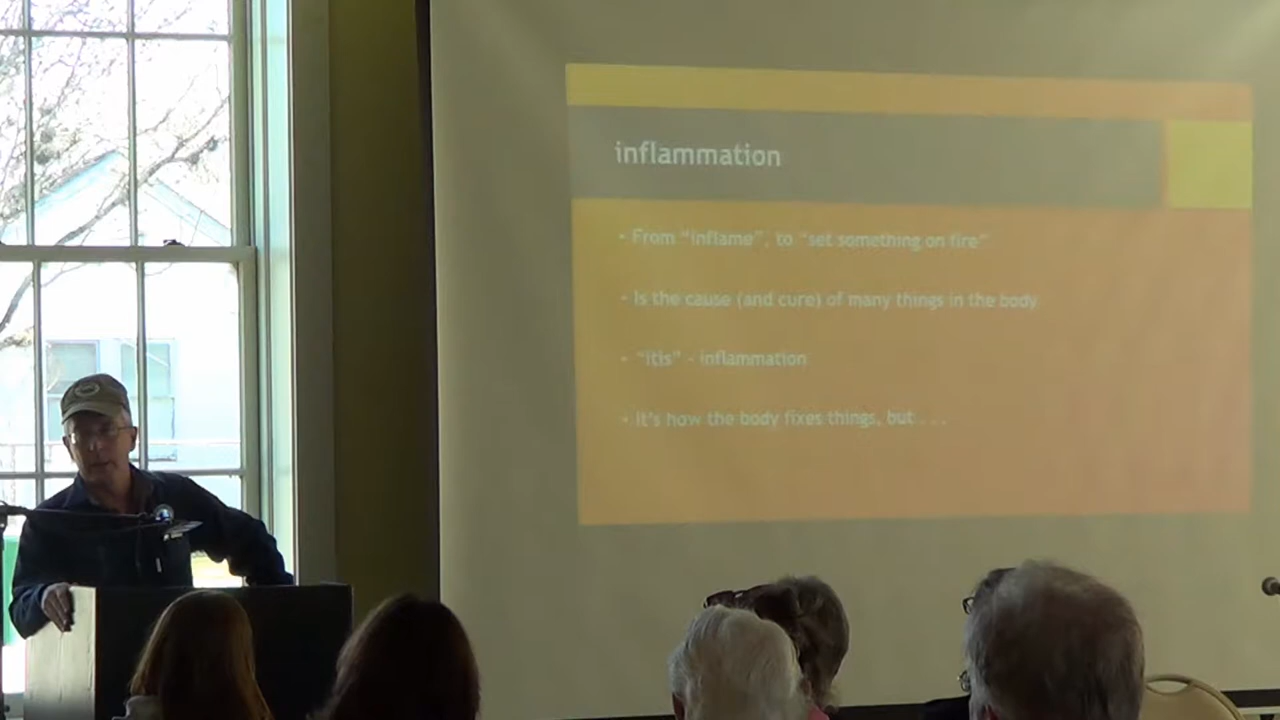 inflammation
• From “inflame”, to “set something on fire”
• Is the cause (and cure) of many things in the body
• “itis” - inflammation
• It’s how the body fixes things, but . . .